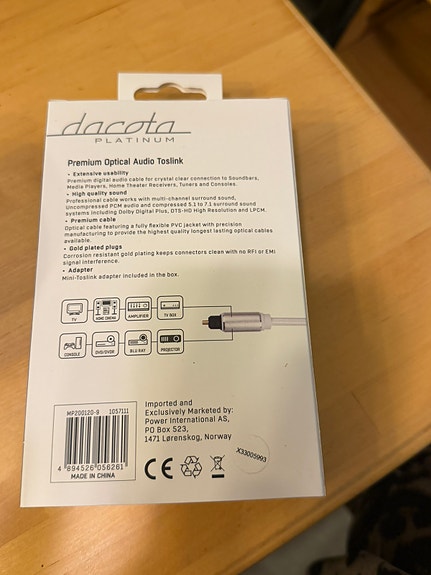 dacota
PLATINUM
Premium Optical Audio Toslink
• Extensive usability
Premium digital audio cable for crystal clear connection to Soundbars,
Media Players, Home Theater Receivers, Tuners and Consoles.
• High quality sound
Professional cable works with multi-channel surround sound,
Uncompressed PCM audio and compressed 5.1 to 7.1 surround sound
systems including Dolby Digital Plus, DTS-HD High Resolution and LPCM.
• Premium cable
Optical cable featuring a fully flexible PVC jacket with precision
manufacturing to provide the highest quality longest lasting optical cables
available.
• Gold plated plugs
Corrosion resistant gold plating keeps connectors clean with no RFI or EMI
signal interference.
• Adapter
Mini-Toslink adapter included in the box.
TV
HOME CINEMA
AMPLIFIER
TV BOX
CONSOLE
DVD/DVDR
BLU RAY
PROJECTOR
MP200120-9 1057111
4 894526 056261
MADE IN CHINA
Imported and
Exclusively Marketed by:
Power International AS,
PO Box 523,
1471 Lørenskog, Norway
CE
X33005993